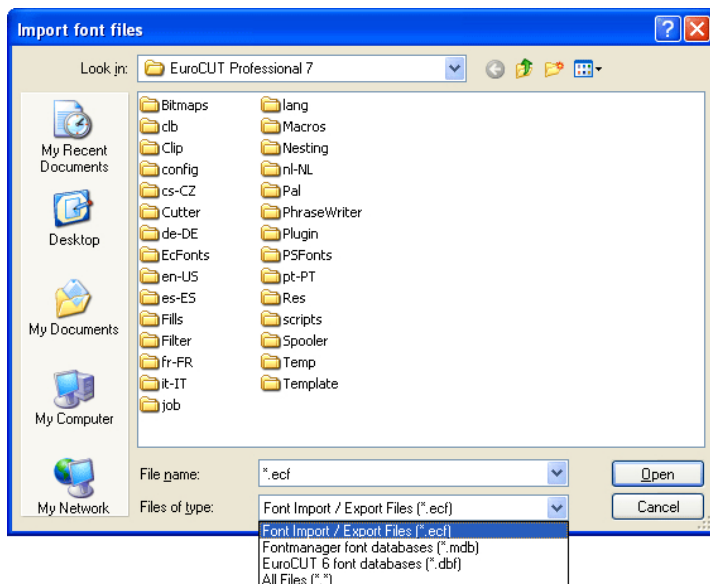 Import font files
Look in: EuroCUT Professional 7
My Recent
Documents
Desktop
My Documents
My Computer
My Network
Bitmaps
clb
Clip
config
cs-CZ
Cutter
de-DE
EcFonts
en-US
es-ES
Fills
Filter
fr-FR
it-IT
job
lang
Macros
Nesting
nl-NL
Pal
PhraseWriter
Plugin
PSFonts
pt-PT
Res
scripts
Spooler
Temp
Template
File name: *.ecf Open
Files of type: Font Import / Export Files (*.ecf) Cancel
Font Import / Export Files (*.ecf)
Fontmanager font databases (*.mdb)
EuroCUT 6 font databases (*.dbf)
All Files (*.*)